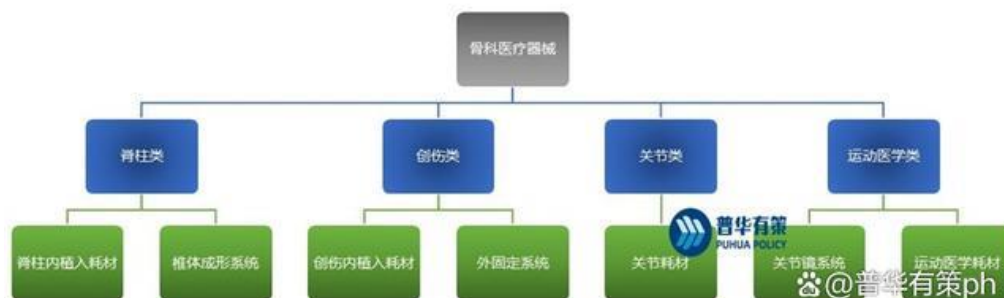 骨科医疗器械
脊柱类
创伤类
关节类
运动医学类
脊柱内植入耗材
椎体成形系统
创伤内植入耗材
外固定系统
关节耗材
关节镜系统
运动医学耗材
普华有策
PUHUA POLICY
@普华有策ph